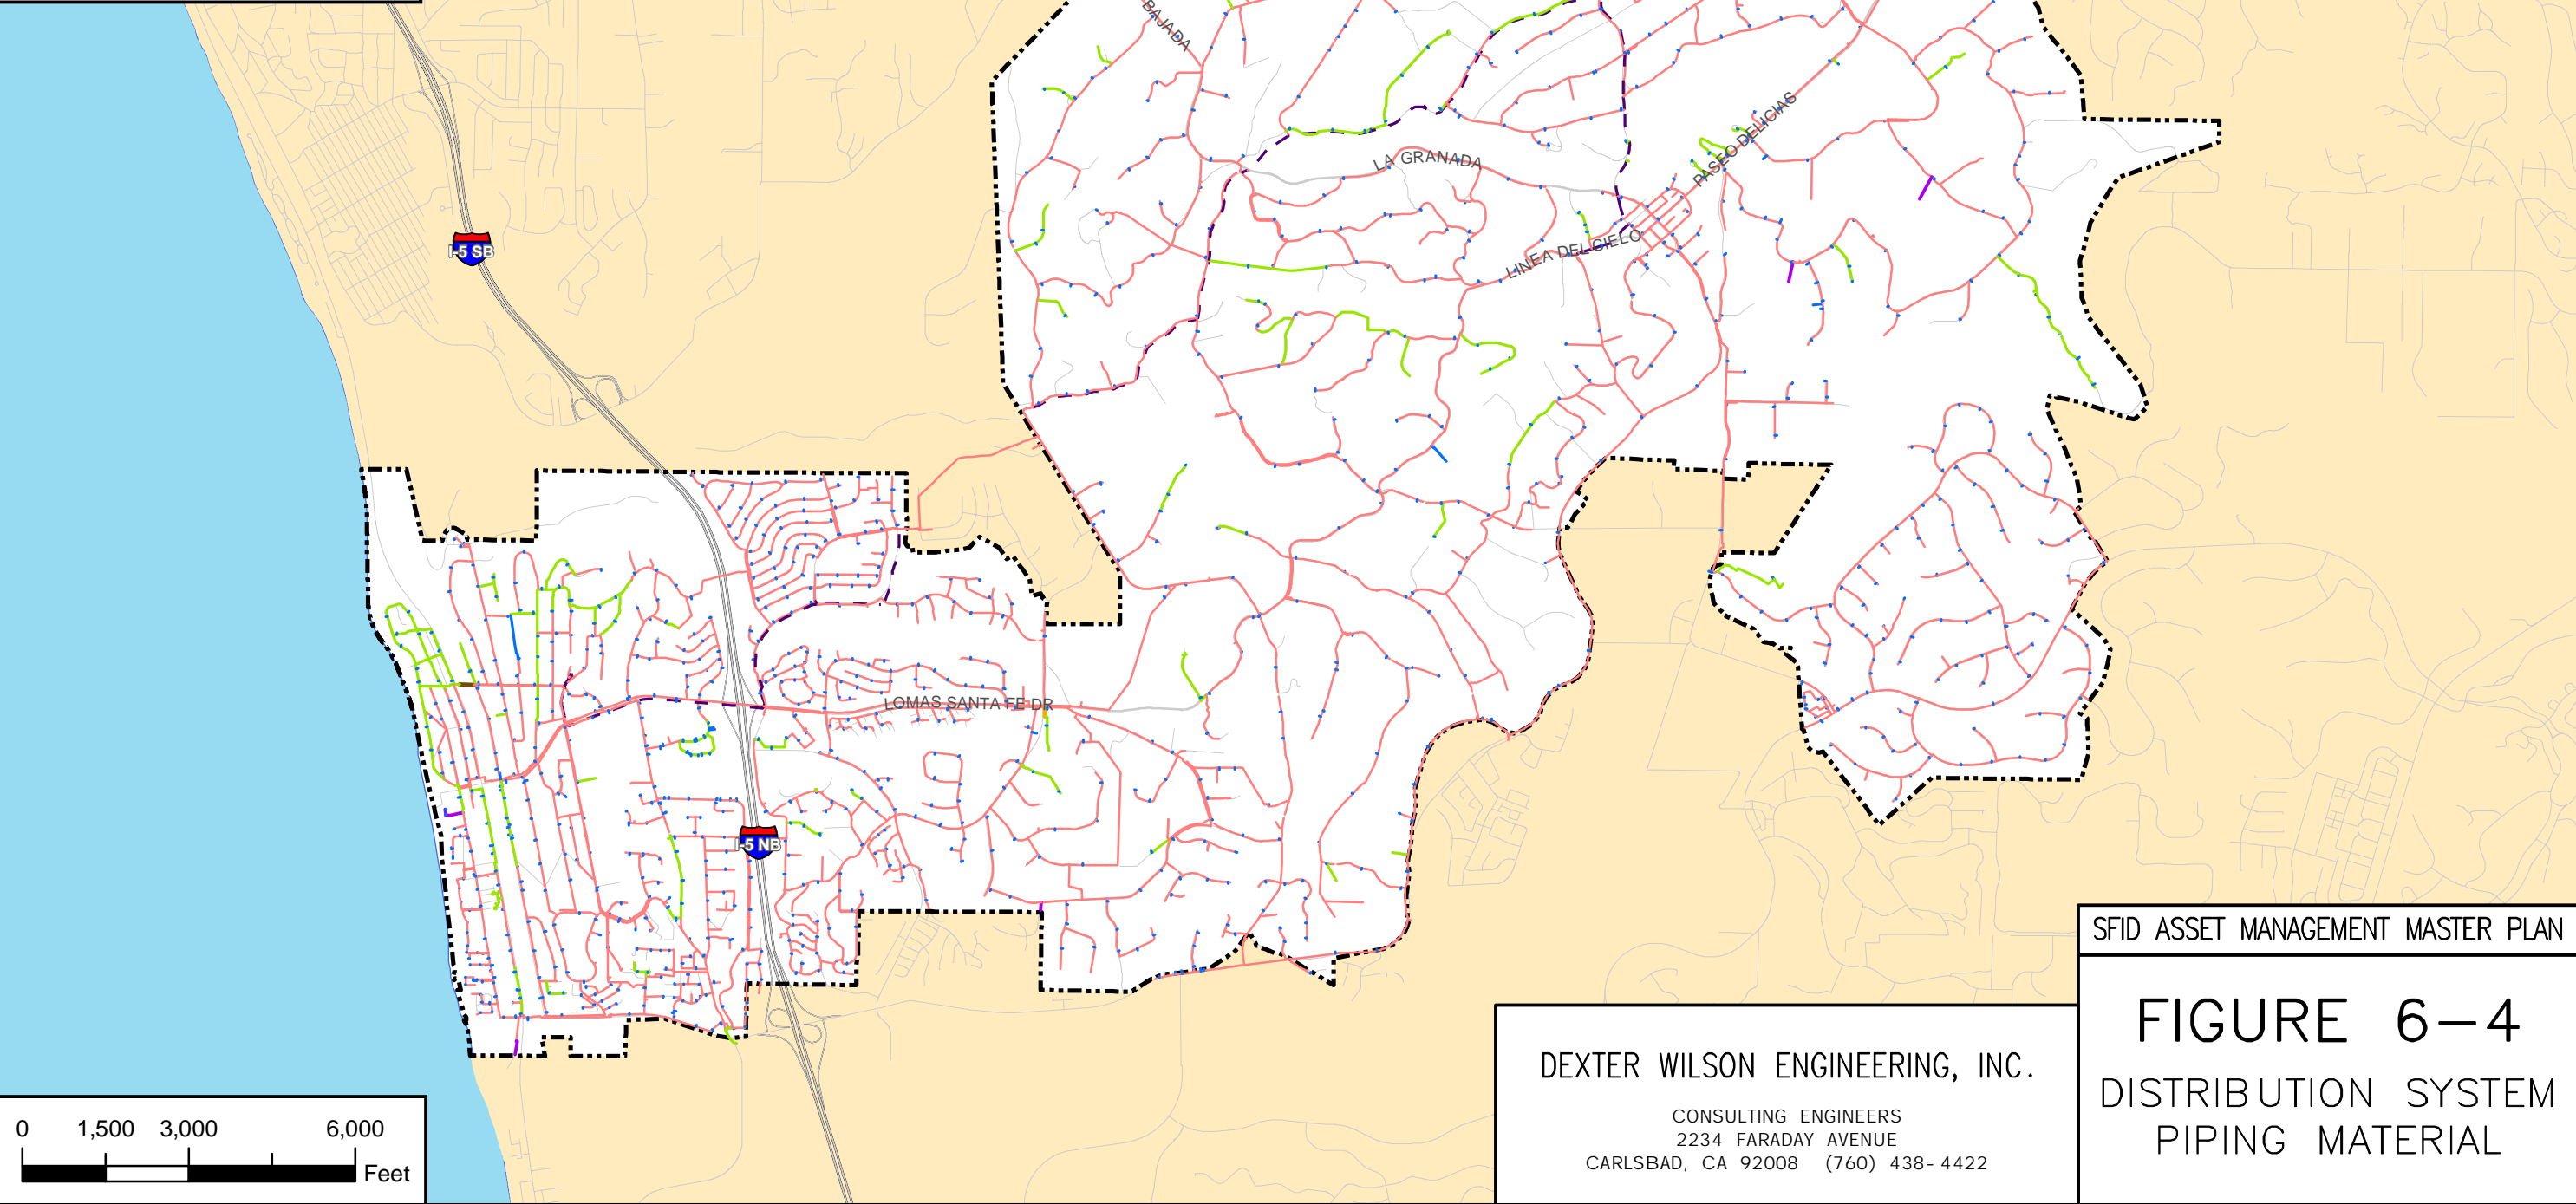 BAJADA
LA GRANADA
PASEO DELICIAS
LINEA DEL CIELO
I-5 SB
LOMAS SANTA FE DR
I-5 NB
0 1,500 3,000 6,000
Feet
DEXTER WILSON ENGINEERING, INC.
CONSULTING ENGINEERS
2234 FARADAY AVENUE
CARLSBAD, CA 92008 (760) 438-4422
SFID ASSET MANAGEMENT MASTER PLAN
FIGURE 6-4
DISTRIBUTION SYSTEM
PIPING MATERIAL